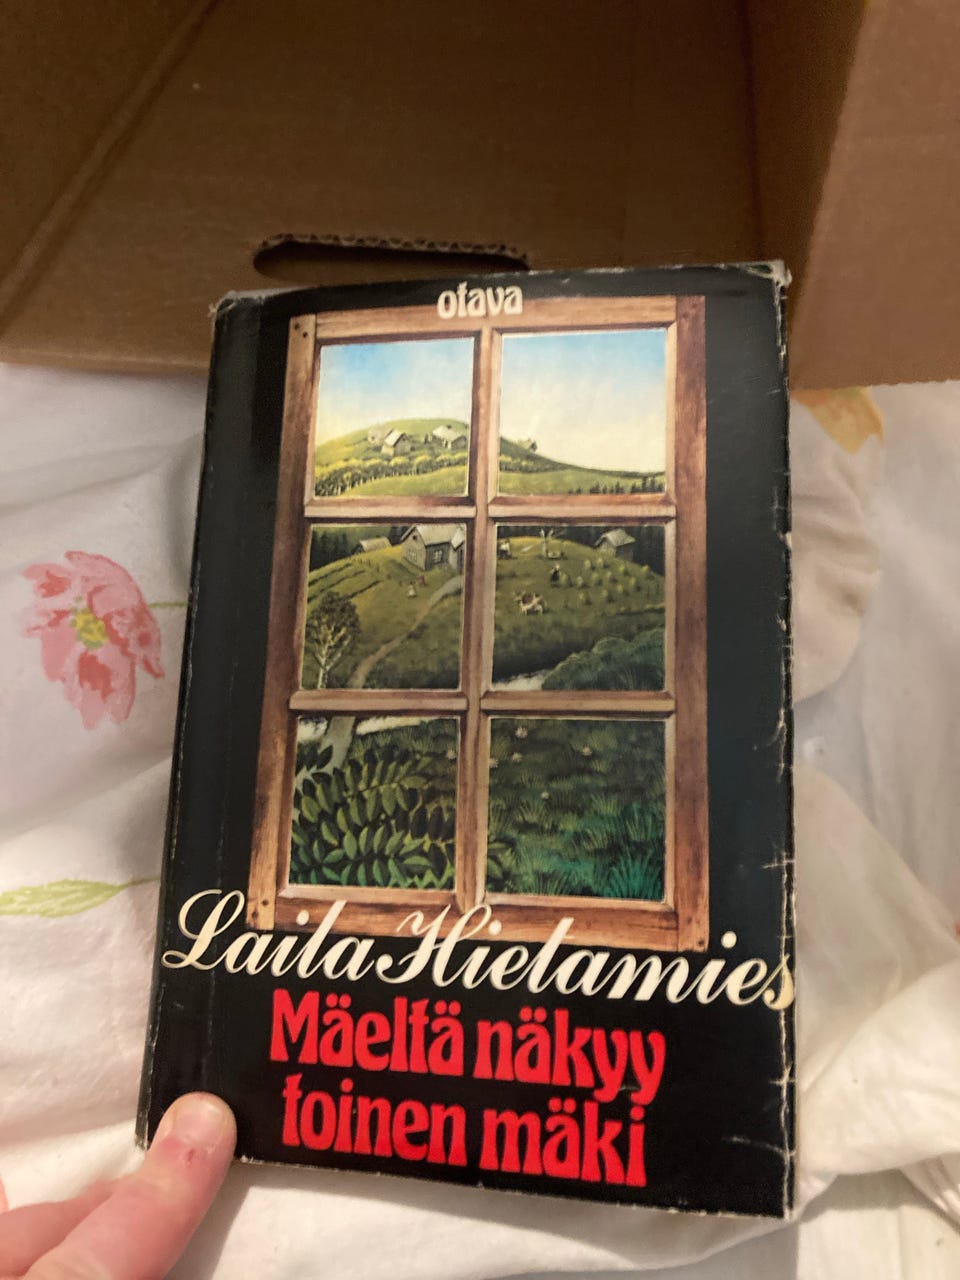 otava
Laila Hietamies
Mäeltä näkyy
toinen mäki